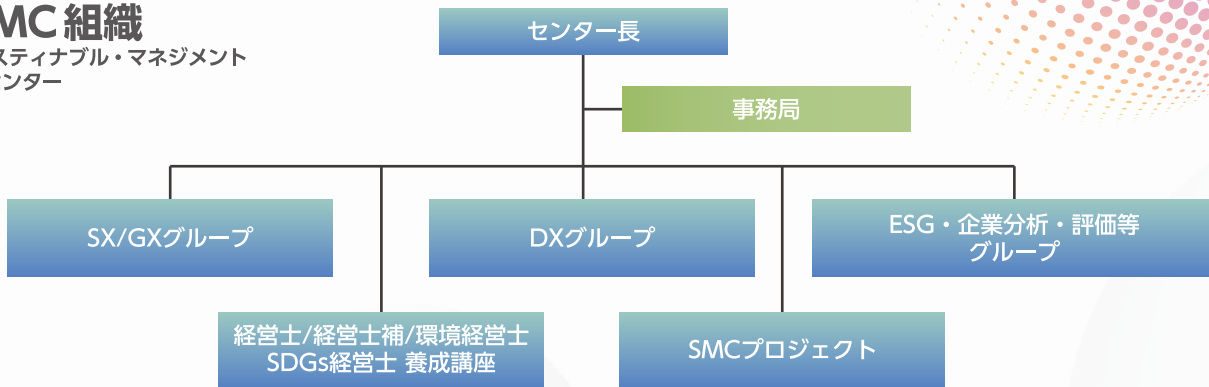 MC 組織
スティナブル・マネジメント
ンター
センター長
事務局
SX/GXグループ
DXグループ
ESG・企業分析・評価等
グループ
経営士/経営士補/環境経営士
SDGs経営士 養成講座
SMCプロジェクト